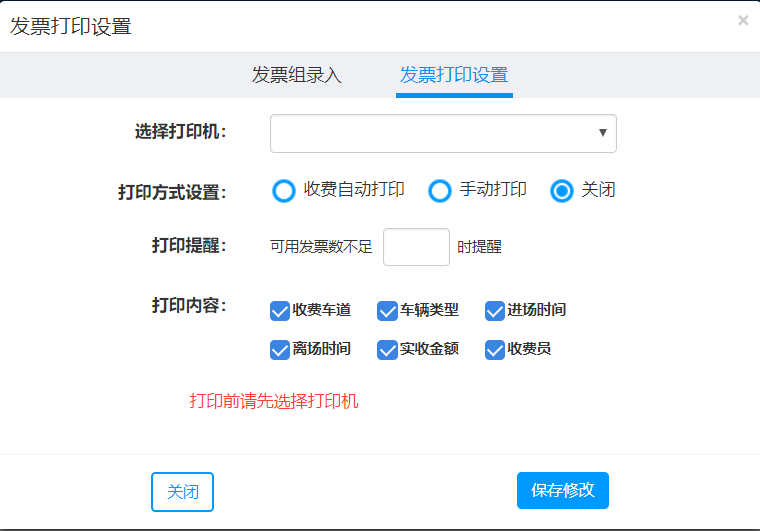 发票打印设置 ×
发票组录入 发票打印设置
选择打印机：
打印方式设置： 收费自动打印 手动打印 关闭
打印提醒： 可用发票数不足 时提醒
打印内容： 收费车道 车辆类型 进场时间
离场时间 实收金额 收费员
打印前请先选择打印机
关闭 保存修改